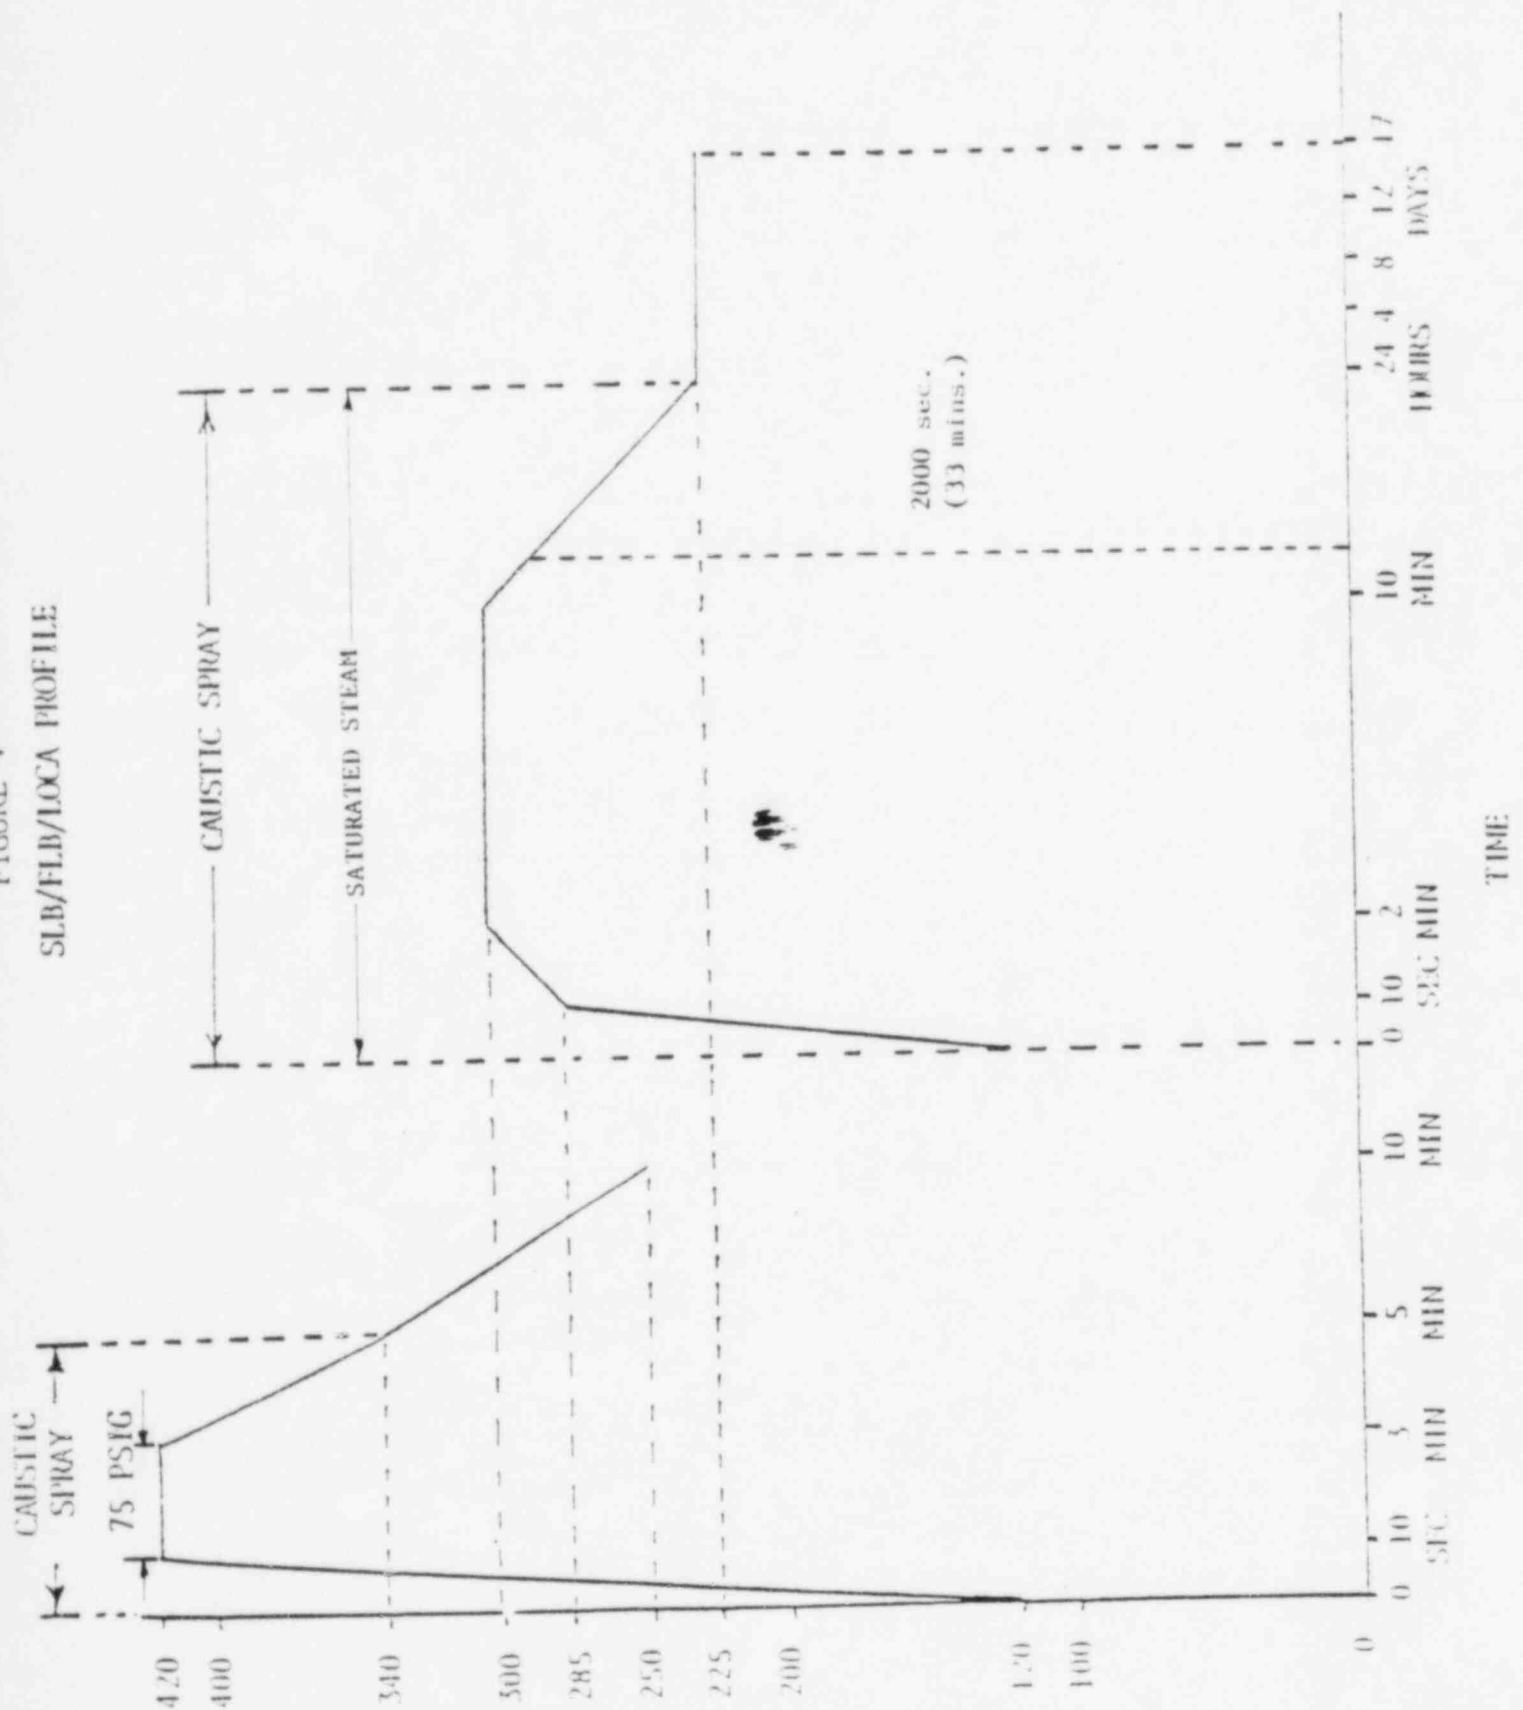 SLB/FLB/LOCA PROFILE
CAUSTIC
SPRAY
75 PSIG
CAUSTIC SPRAY
SATURATED STEAM
420
400
340
300
285
250
225
200
120
100
0
2000 sec.
(33 mins.)
0 10 3 5 10 0 10 2 10 24 4 8 12 17
SEC MIN MIN MIN SEC MIN MIN HOURS DAYS
TIME